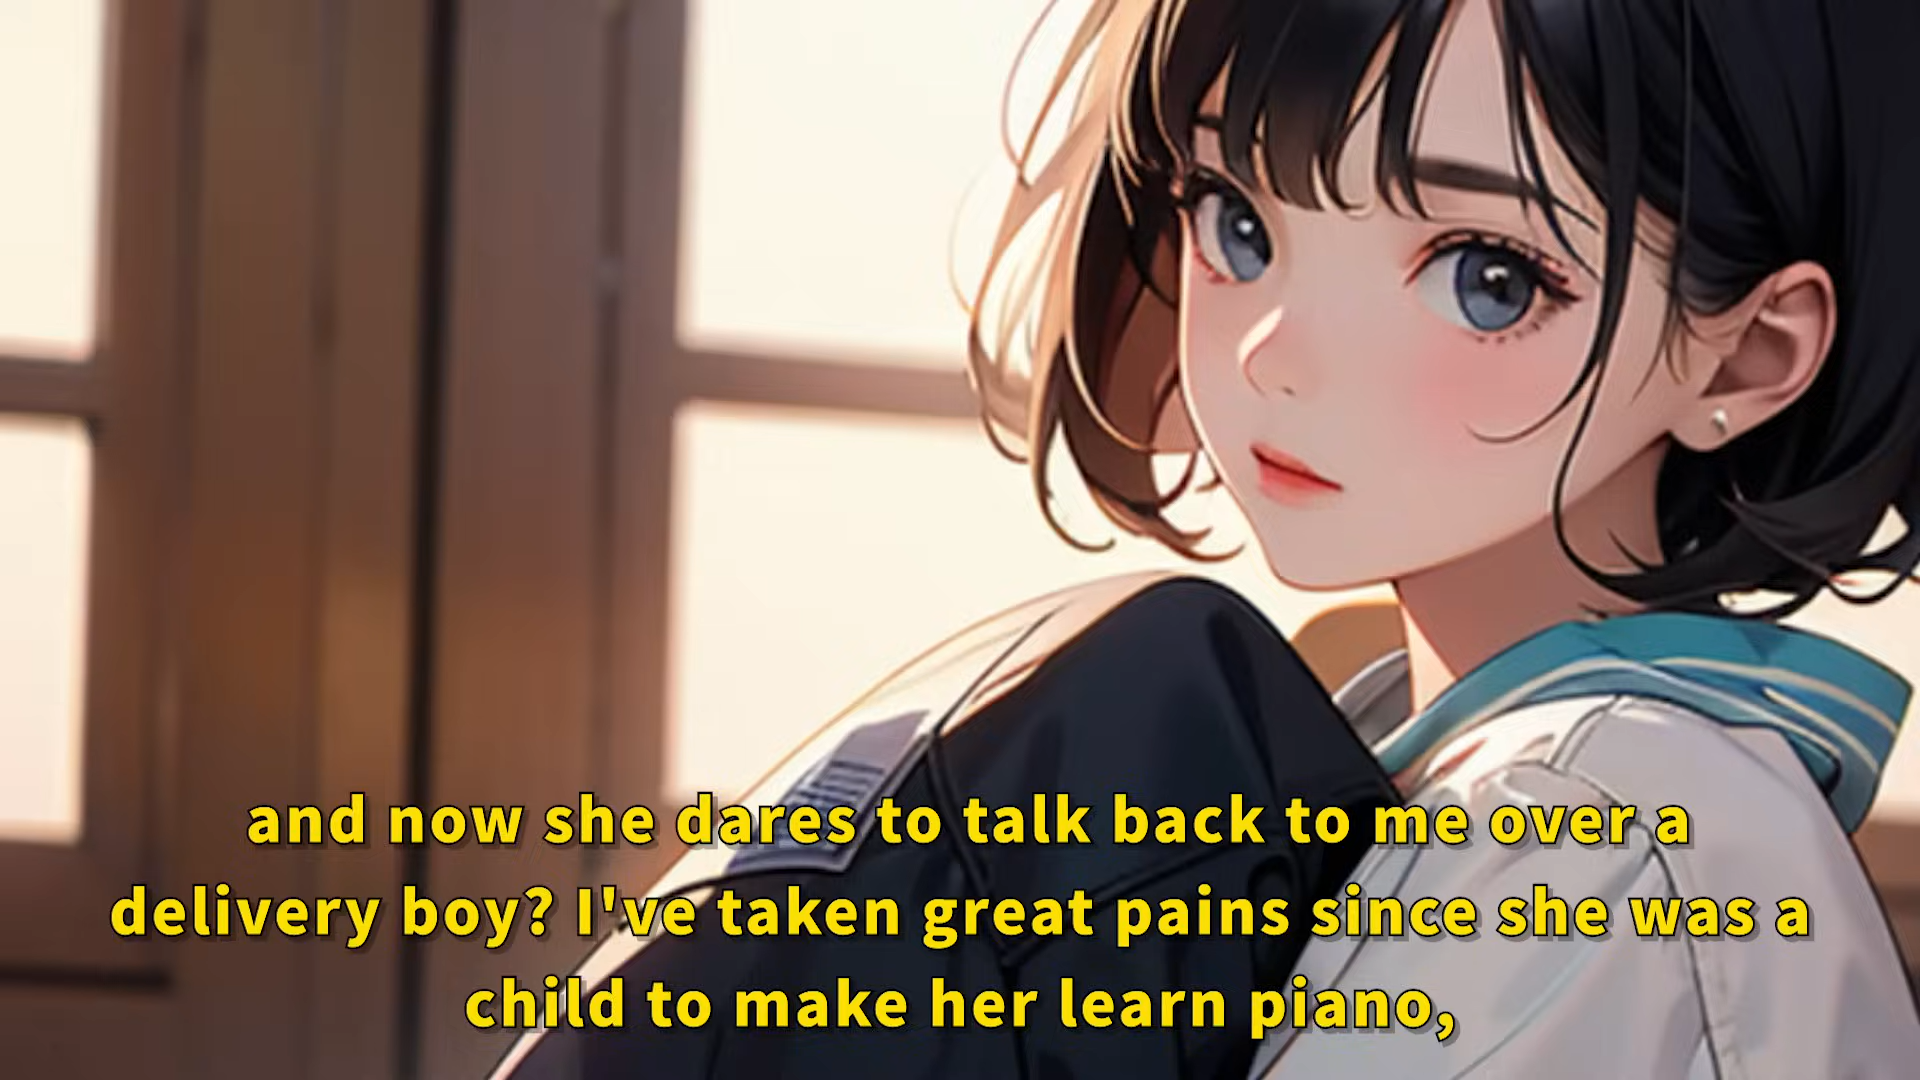 and now she dares to talk back to me over a
delivery boy? I've taken great pains since she was a
child to make her learn piano,